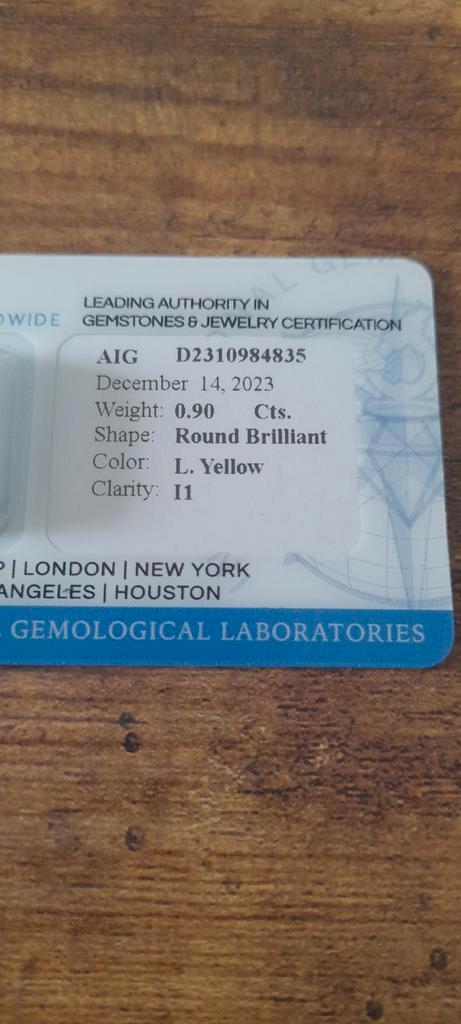 LEADING AUTHORITY IN
GEMSTONES & JEWELRY CERTIFICATION
AIG D2310984835
December 14, 2023
Weight: 0.90 Cts.
Shape: Round Brilliant
Color: L. Yellow
Clarity: I1
| LONDON | NEW YORK
ANGELES | HOUSTON
GEMOLOGICAL LABORATORIES